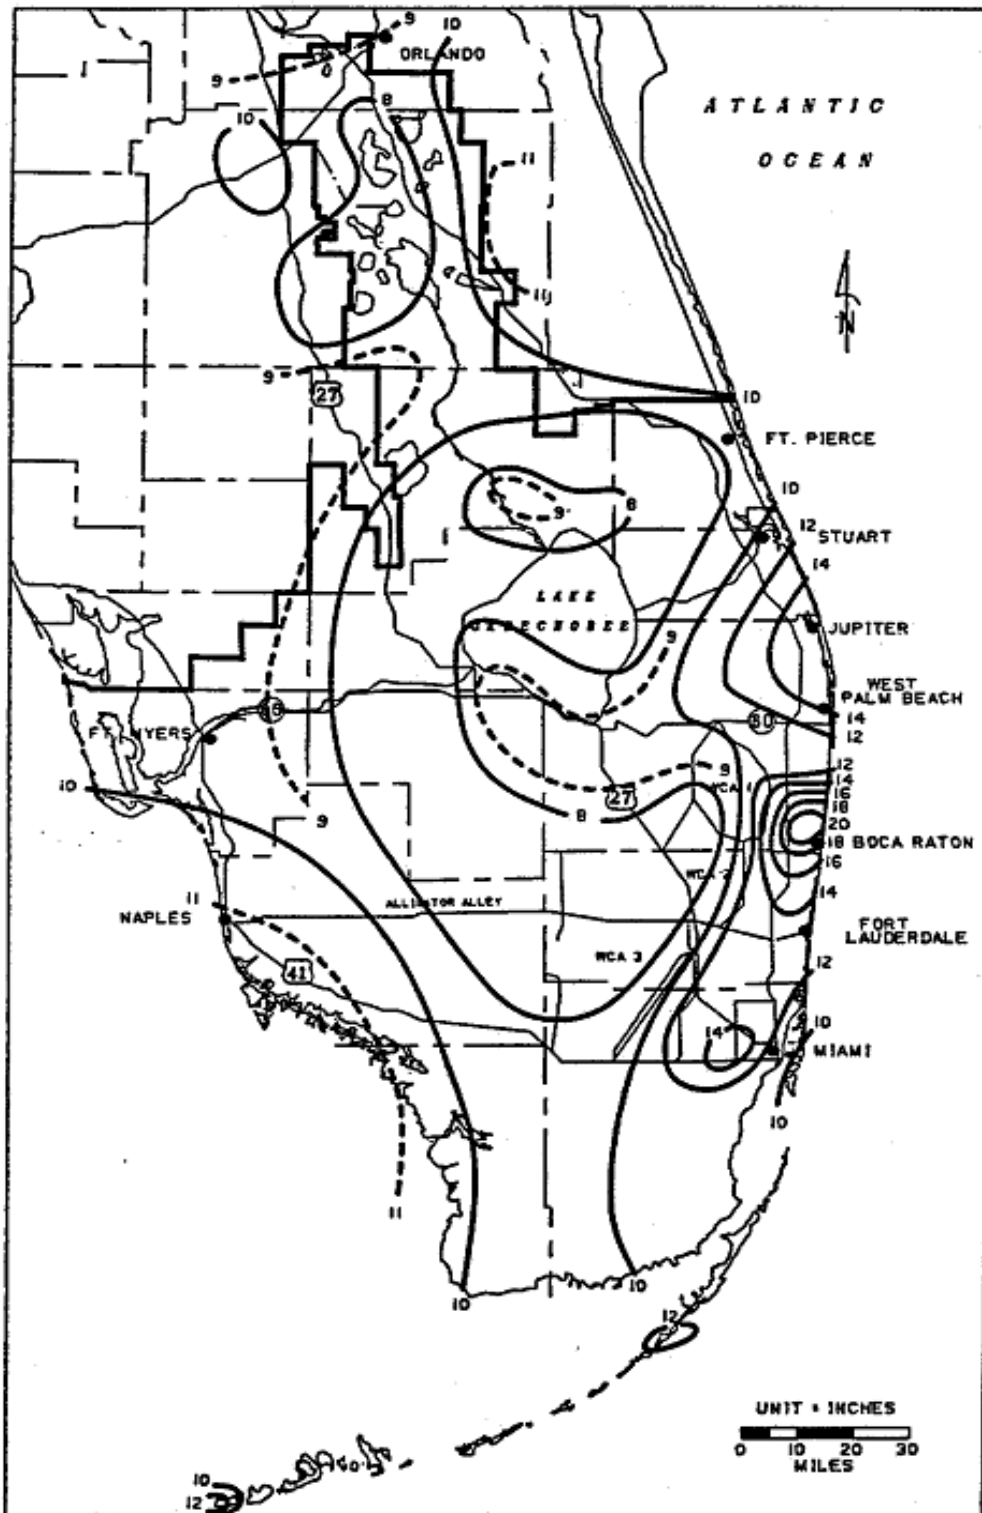 9
10
ORLANDO
9
8
10
ATLANTIC
OCEAN
11
11
N
9
27
10
FT. PIERCE
10
8
9
12
STUART
14
LAKE
OKEECHOBEE
JUPITER
9
WEST
PALM BEACH
80
80
14
12
FT. MYERS
9
12
14
10
WCA 1
16
27
18
8
20
9
18 BOCA RATON
WCA 2
16
11
14
ALLIGATOR ALLEY
NAPLES
FORT
LAUDERDALE
WCA 3
41
12
10
14
MIAMI
10
11
10
10
12
UNIT = INCHES
0 10 20 30
MILES
10
12